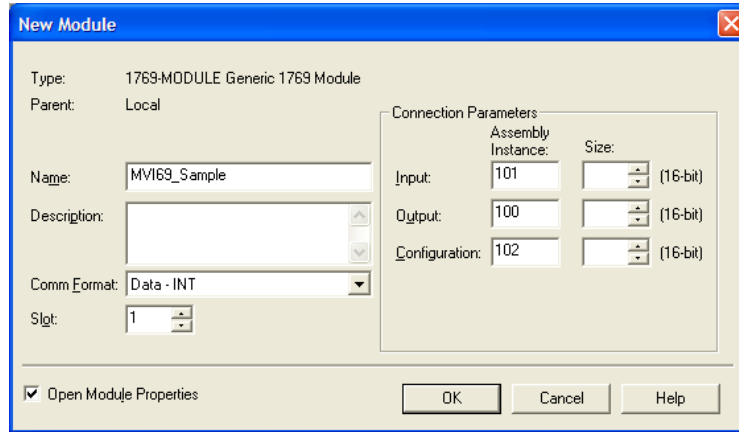 New Module
Type: 1769-MODULE Generic 1769 Module
Parent: Local
Connection Parameters
Assembly
Instance: Size:
Name: MVI69_Sample
Input: 101 (16-bit)
Description:
Output: 100 (16-bit)
Configuration: 102 (16-bit)
Comm Format: Data - INT
Slot: 1
Open Module Properties
OK Cancel Help